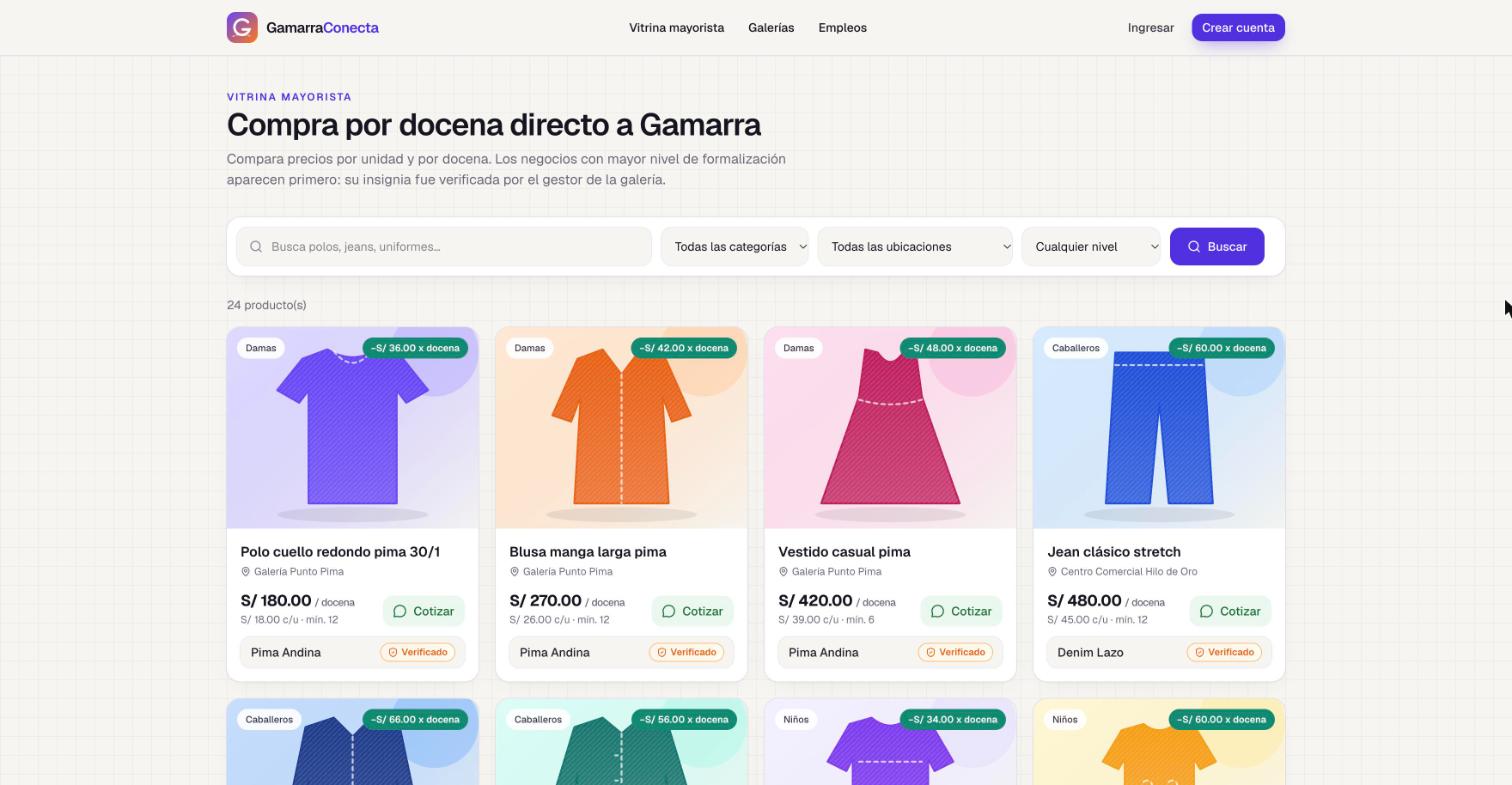 GamarraConecta
Vitrina mayorista
Galerías
Empleos
Ingresar
Crear cuenta
VITRINA MAYORISTA
Compra por docena directo a Gamarra
Compara precios por unidad y por docena. Los negocios con mayor nivel de formalización
aparecen primero: su insignia fue verificada por el gestor de la galería.
Busca polos, jeans, uniformes…
Todas las categorías
Todas las ubicaciones
Cualquier nivel
Buscar
24 producto(s)
Damas
−S/ 36.00 x docena
Polo cuello redondo pima 30/1
Galería Punto Pima
S/ 180.00 / docena
S/ 18.00 c/u · mín. 12
Cotizar
Pima Andina
Verificado
Damas
−S/ 42.00 x docena
Blusa manga larga pima
Galería Punto Pima
S/ 270.00 / docena
S/ 26.00 c/u · mín. 12
Cotizar
Pima Andina
Verificado
Damas
−S/ 48.00 x docena
Vestido casual pima
Galería Punto Pima
S/ 420.00 / docena
S/ 39.00 c/u · mín. 6
Cotizar
Pima Andina
Verificado
Caballeros
−S/ 60.00 x docena
Jean clásico stretch
Centro Comercial Hilo de Oro
S/ 480.00 / docena
S/ 45.00 c/u · mín. 12
Cotizar
Denim Lazo
Verificado
Caballeros
−S/ 66.00 x docena
Caballeros
−S/ 56.00 x docena
Niños
−S/ 34.00 x docena
Niños
−S/ 60.00 x docena